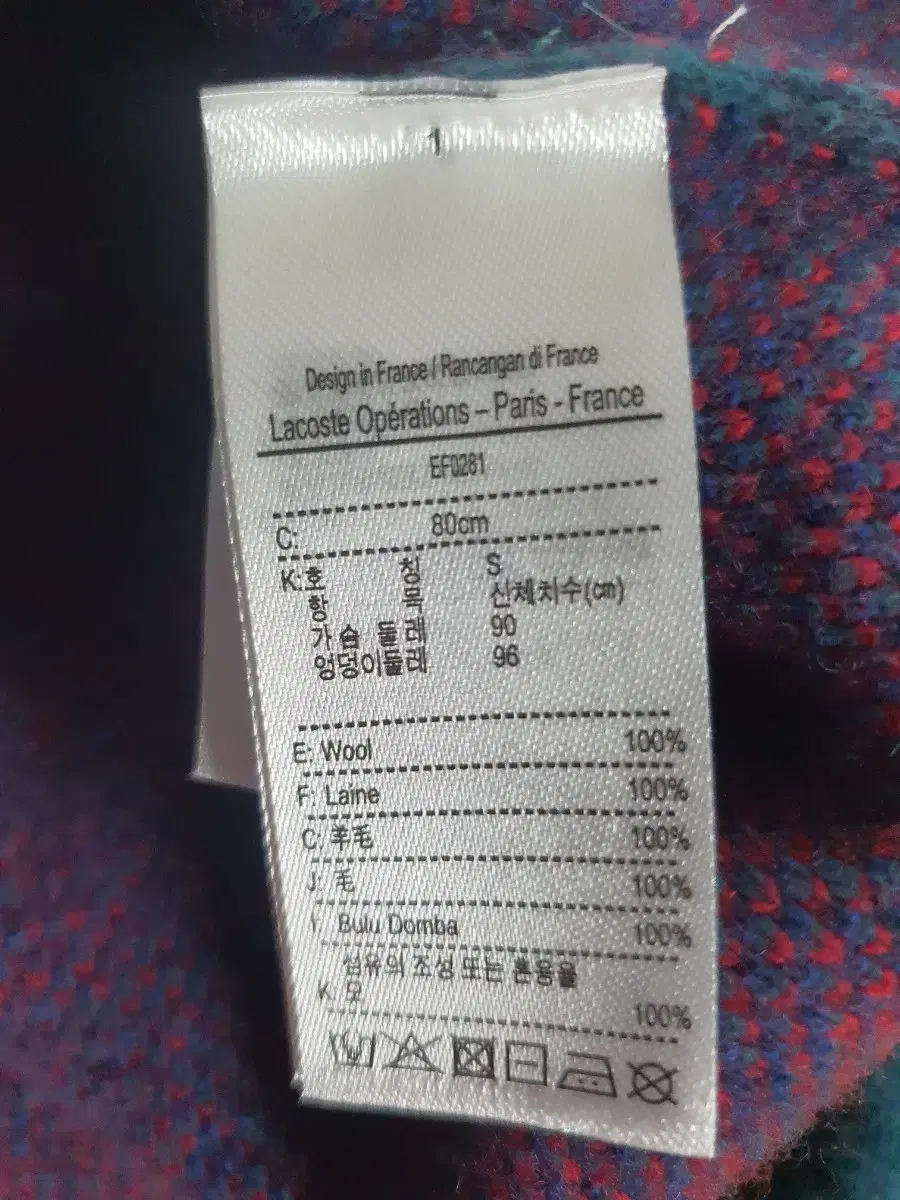 1
Design in France / Rancangan di France
Lacoste Opérations – Paris - France
EF0281
C: 80cm
K: 호 칭 S
항 목 신체치수(cm)
가 슴 둘 레 90
엉덩이둘레 96
E: Wool 100%
F: Laine 100%
C: 羊毛 100%
J: 毛 100%
I: Bulu Domba 100%
섬유의 조성 또는 혼용율
K: 모 100%